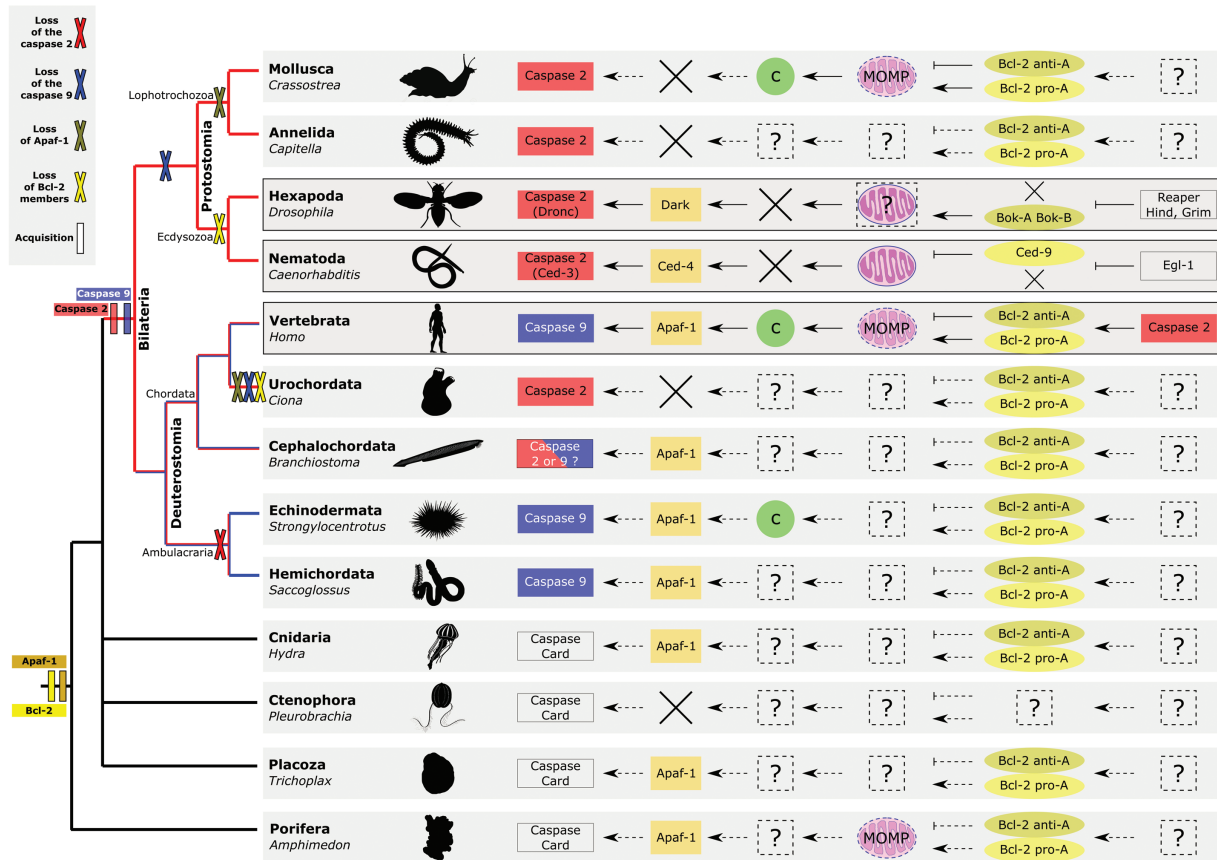 Loss
of the
caspase 2
Loss
of the
caspase 9
Loss
of Apaf-1
Loss
of Bcl-2
members
Acquisition
Lophotrochozoa
Protostomia
Ecdysozoa
Caspase 9
Caspase 2
Bilateria
Chordata
Deuterostomia
Ambulacraria
Apaf-1
Bcl-2
Mollusca
Crassostrea
Caspase 2
C
MOMP
Bcl-2 anti-A
Bcl-2 pro-A
?
Annelida
Capitella
Caspase 2
?
?
Bcl-2 anti-A
Bcl-2 pro-A
?
Hexapoda
Drosophila
Caspase 2
(Dronc)
Dark
?
Bok-A Bok-B
Reaper
Hind, Grim
Nematoda
Caenorhabditis
Caspase 2
(Ced-3)
Ced-4
Ced-9
Egl-1
Vertebrata
Homo
Caspase 9
Apaf-1
C
MOMP
Bcl-2 anti-A
Bcl-2 pro-A
Caspase 2
Urochordata
Ciona
Caspase 2
?
?
Bcl-2 anti-A
Bcl-2 pro-A
?
Cephalochordata
Branchiostoma
Caspase
2 or 9 ?
Apaf-1
?
?
Bcl-2 anti-A
Bcl-2 pro-A
?
Echinodermata
Strongylocentrotus
Caspase 9
Apaf-1
C
?
Bcl-2 anti-A
Bcl-2 pro-A
?
Hemichordata
Saccoglossus
Caspase 9
Apaf-1
?
?
Bcl-2 anti-A
Bcl-2 pro-A
?
Cnidaria
Hydra
Caspase
Card
Apaf-1
?
?
Bcl-2 anti-A
Bcl-2 pro-A
?
Ctenophora
Pleurobrachia
Caspase
Card
?
?
?
?
Placoza
Trichoplax
Caspase
Card
Apaf-1
?
?
Bcl-2 anti-A
Bcl-2 pro-A
?
Porifera
Amphimedon
Caspase
Card
Apaf-1
?
MOMP
Bcl-2 anti-A
Bcl-2 pro-A
?